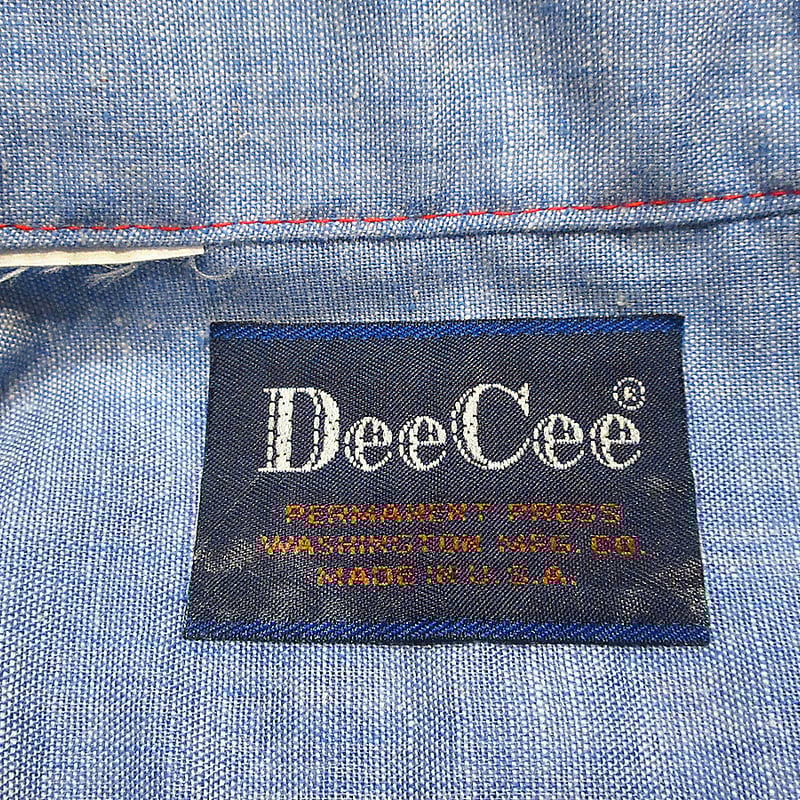 DeeCee®
PERMANENT PRESS
WASHINGTON MFG. CO.
MADE IN U.S.A.